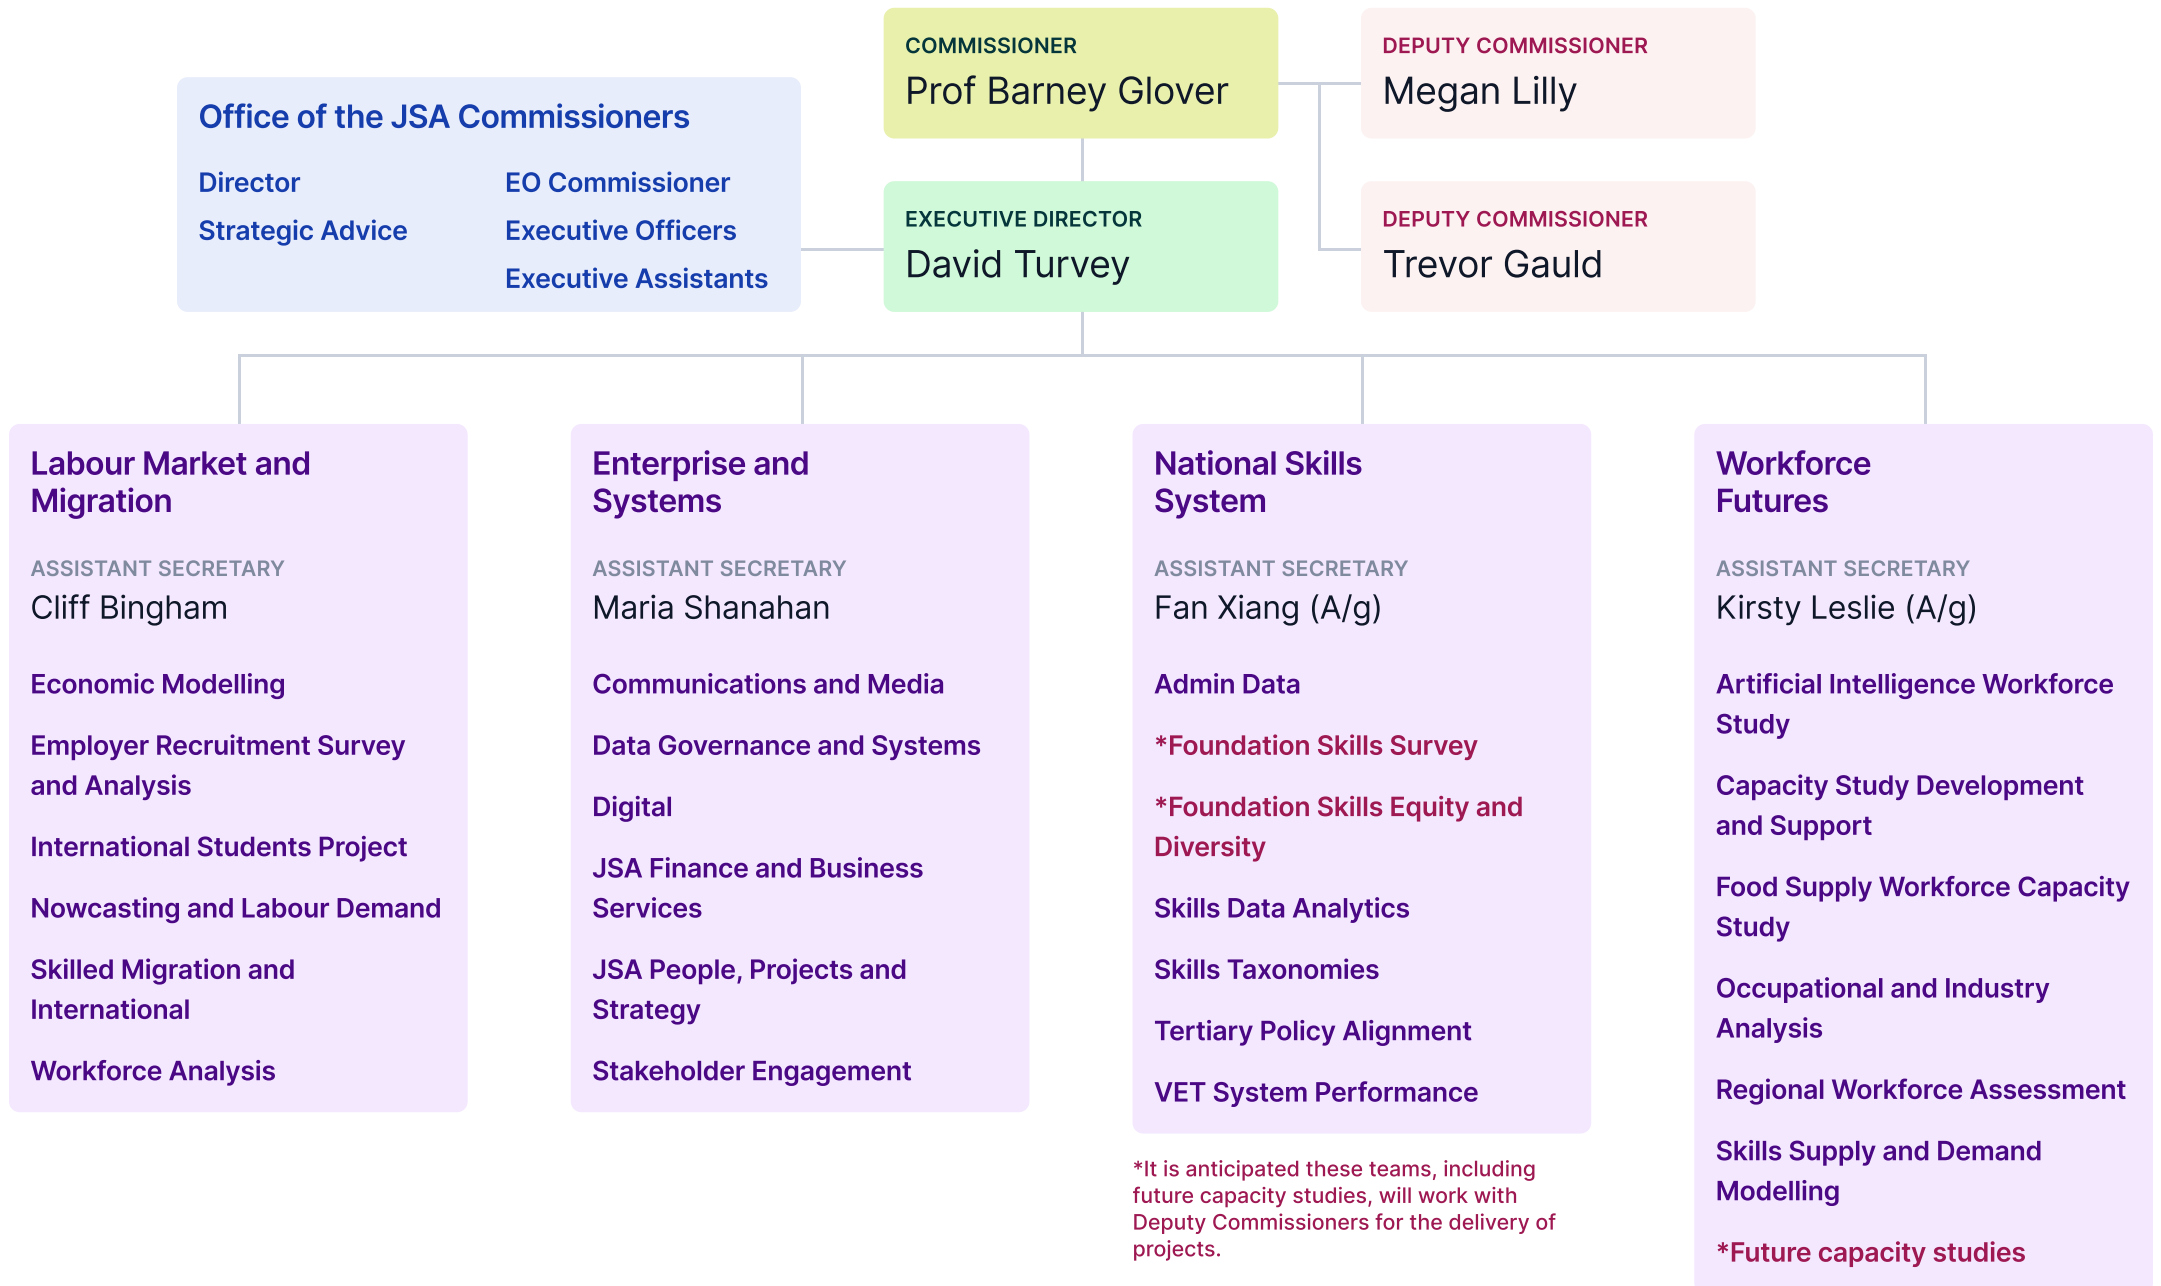 COMMISSIONER
Prof Barney Glover
DEPUTY COMMISSIONER
Megan Lilly
Office of the JSA Commissioners
Director
Strategic Advice
EO Commissioner
Executive Officers
Executive Assistants
EXECUTIVE DIRECTOR
David Turvey
DEPUTY COMMISSIONER
Trevor Gauld
Labour Market and
Migration
ASSISTANT SECRETARY
Cliff Bingham
Economic Modelling
Employer Recruitment Survey
and Analysis
International Students Project
Nowcasting and Labour Demand
Skilled Migration and
International
Workforce Analysis
Enterprise and
Systems
ASSISTANT SECRETARY
Maria Shanahan
Communications and Media
Data Governance and Systems
Digital
JSA Finance and Business
Services
JSA People, Projects and
Strategy
Stakeholder Engagement
National Skills
System
ASSISTANT SECRETARY
Fan Xiang (A/g)
Admin Data
*Foundation Skills Survey
*Foundation Skills Equity and
Diversity
Skills Data Analytics
Skills Taxonomies
Tertiary Policy Alignment
VET System Performance
*It is anticipated these teams, including
future capacity studies, will work with
Deputy Commissioners for the delivery of
projects.
Workforce
Futures
ASSISTANT SECRETARY
Kirsty Leslie (A/g)
Artificial Intelligence Workforce
Study
Capacity Study Development
and Support
Food Supply Workforce Capacity
Study
Occupational and Industry
Analysis
Regional Workforce Assessment
Skills Supply and Demand
Modelling
*Future capacity studies